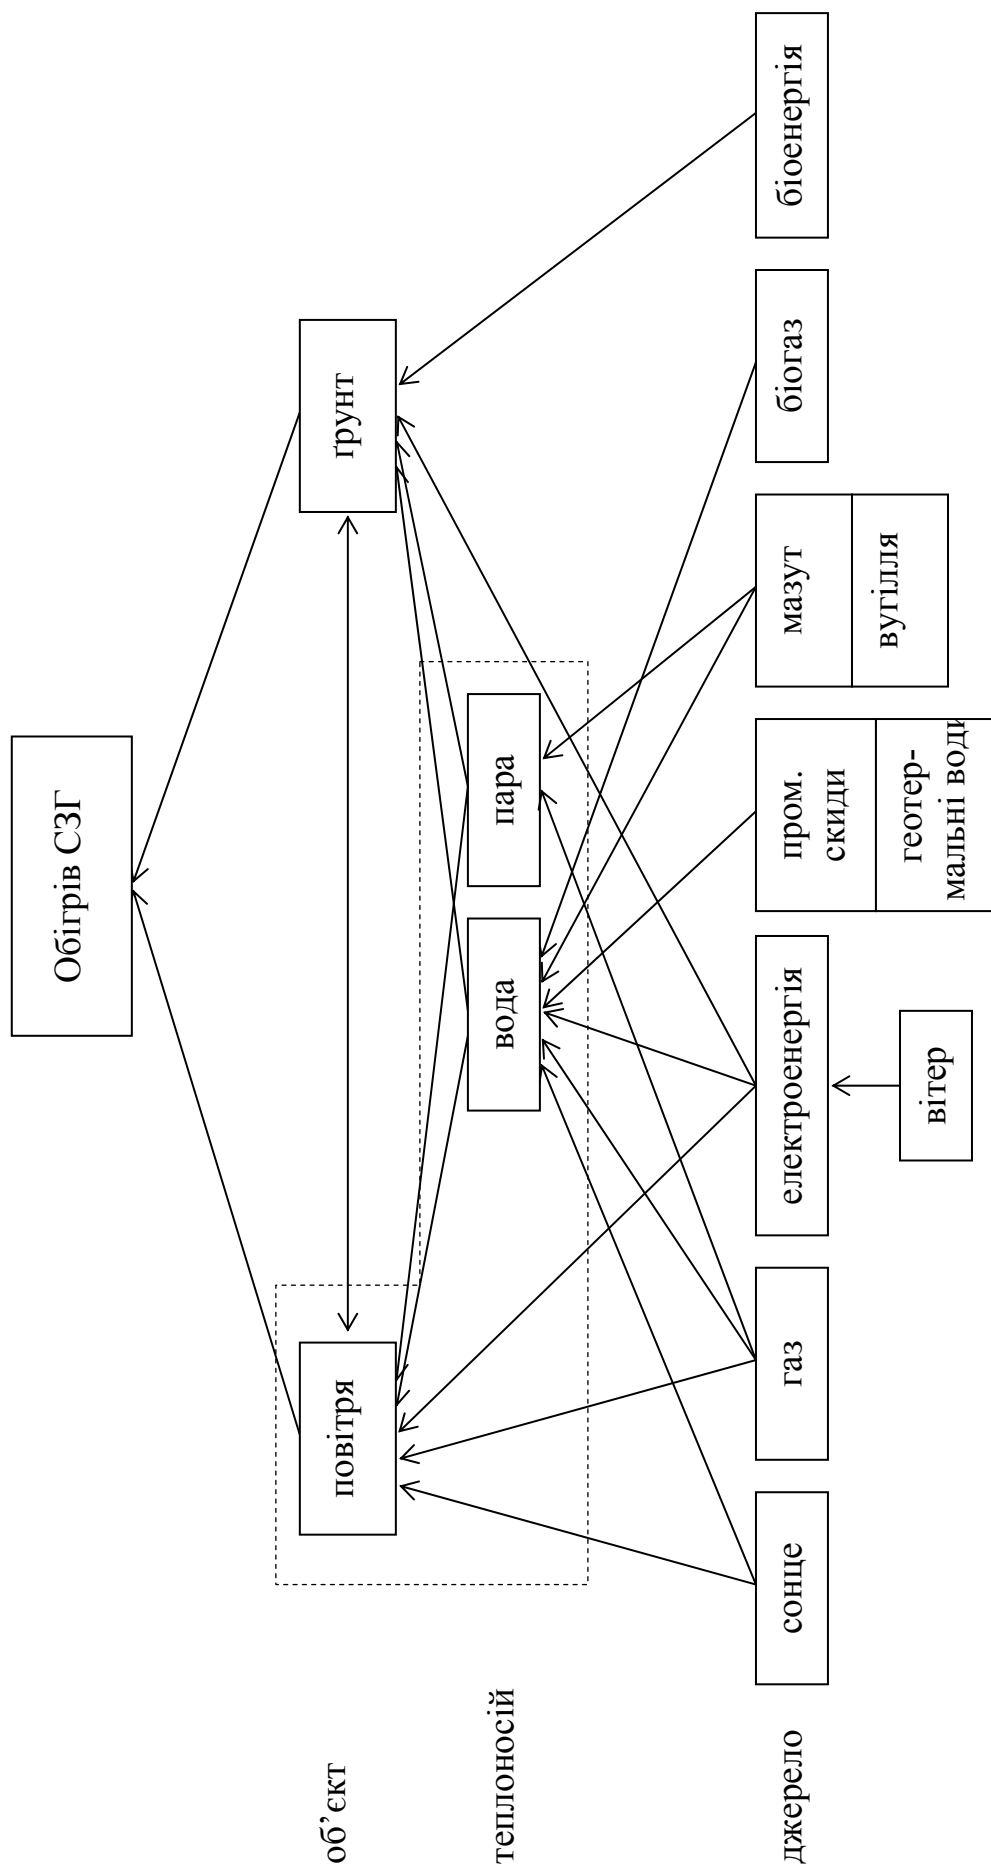 Обігрів СЗГ
об’єкт
повітря
ґрунт
теплоносій
вода
пара
джерело
сонце
газ
електроенергія
пром.
скиди
мазут
біогаз
біоенергія
геотер-
мальні води
вугілля
вітер